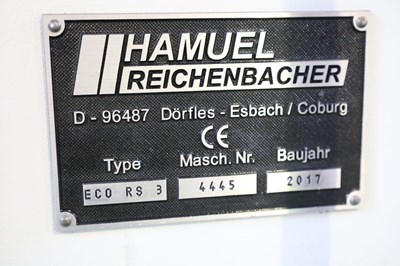 HAMUEL
REICHENBACHER
D - 96487 Dörfles - Esbach / Coburg
CE
Type Masch. Nr. Baujahr
ECO RS 3 4445 2017